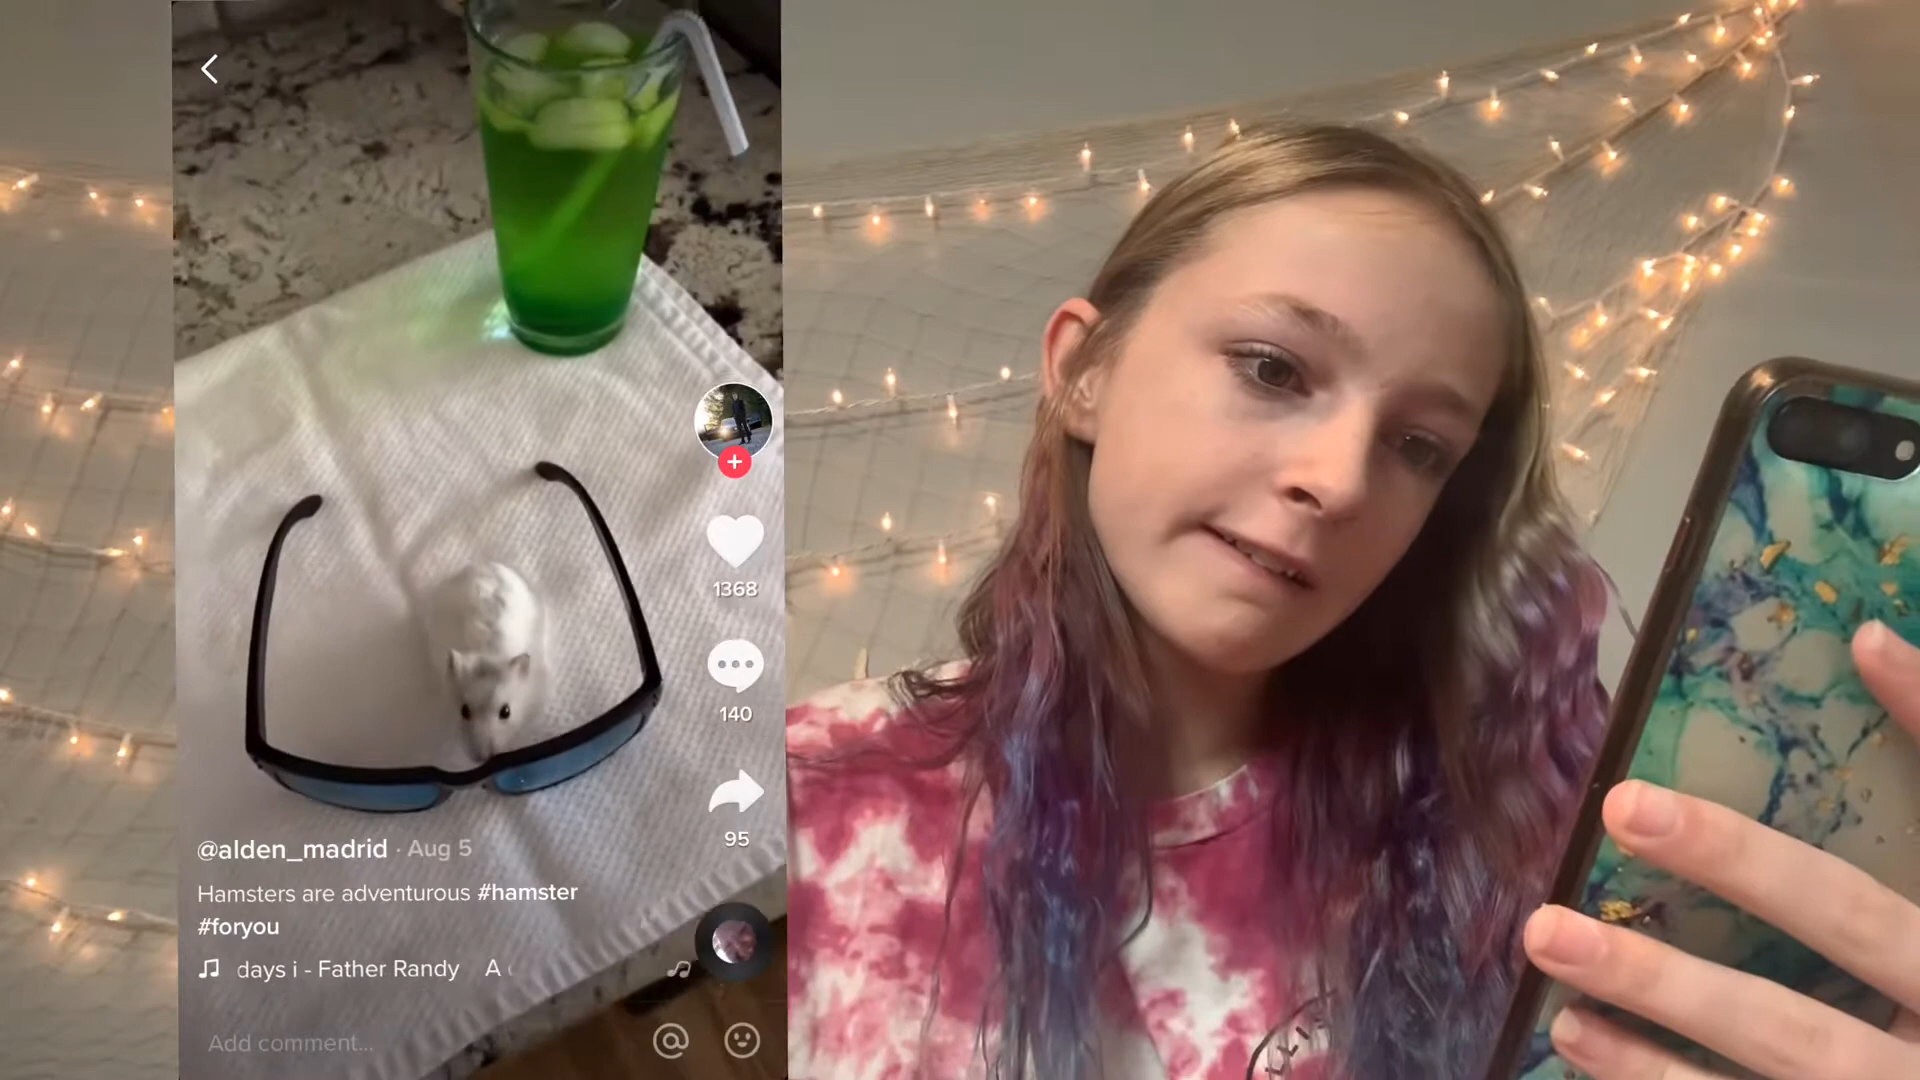 1368
140
95
@alden_madrid · Aug 5
Hamsters are adventurous #hamster
#foryou
days i - Father Randy A
Add comment...